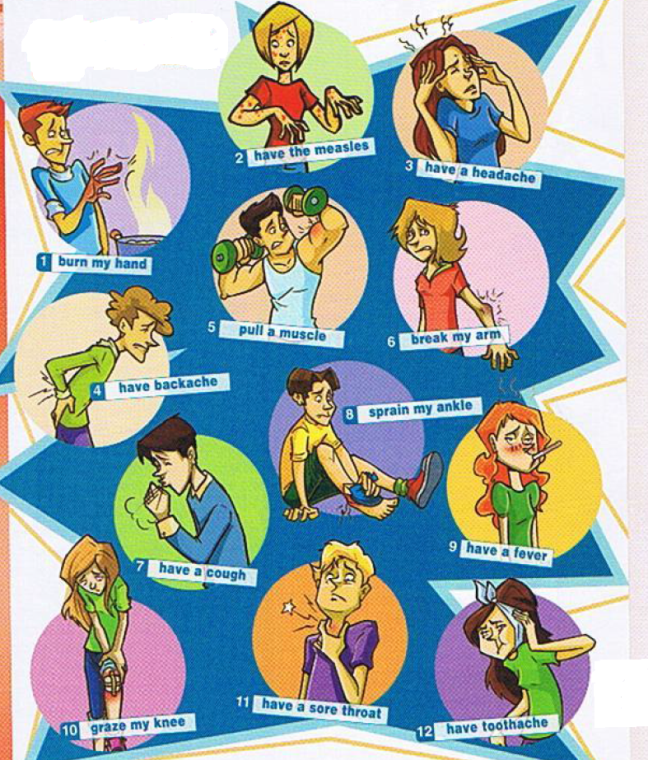 1 burn my hand
2 have the measles
3 have a headache
4 have backache
5 pull a muscle
6 break my arm
7 have a cough
8 sprain my ankle
9 have a fever
10 graze my knee
11 have a sore throat
12 have toothache